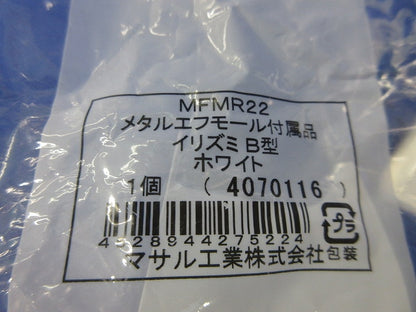 MFMR22
メタルエフモール付属品
イリズミ B型
ホワイト
1個 (4070116)
4528944275224
プラ
マサル工業株式会社 包装